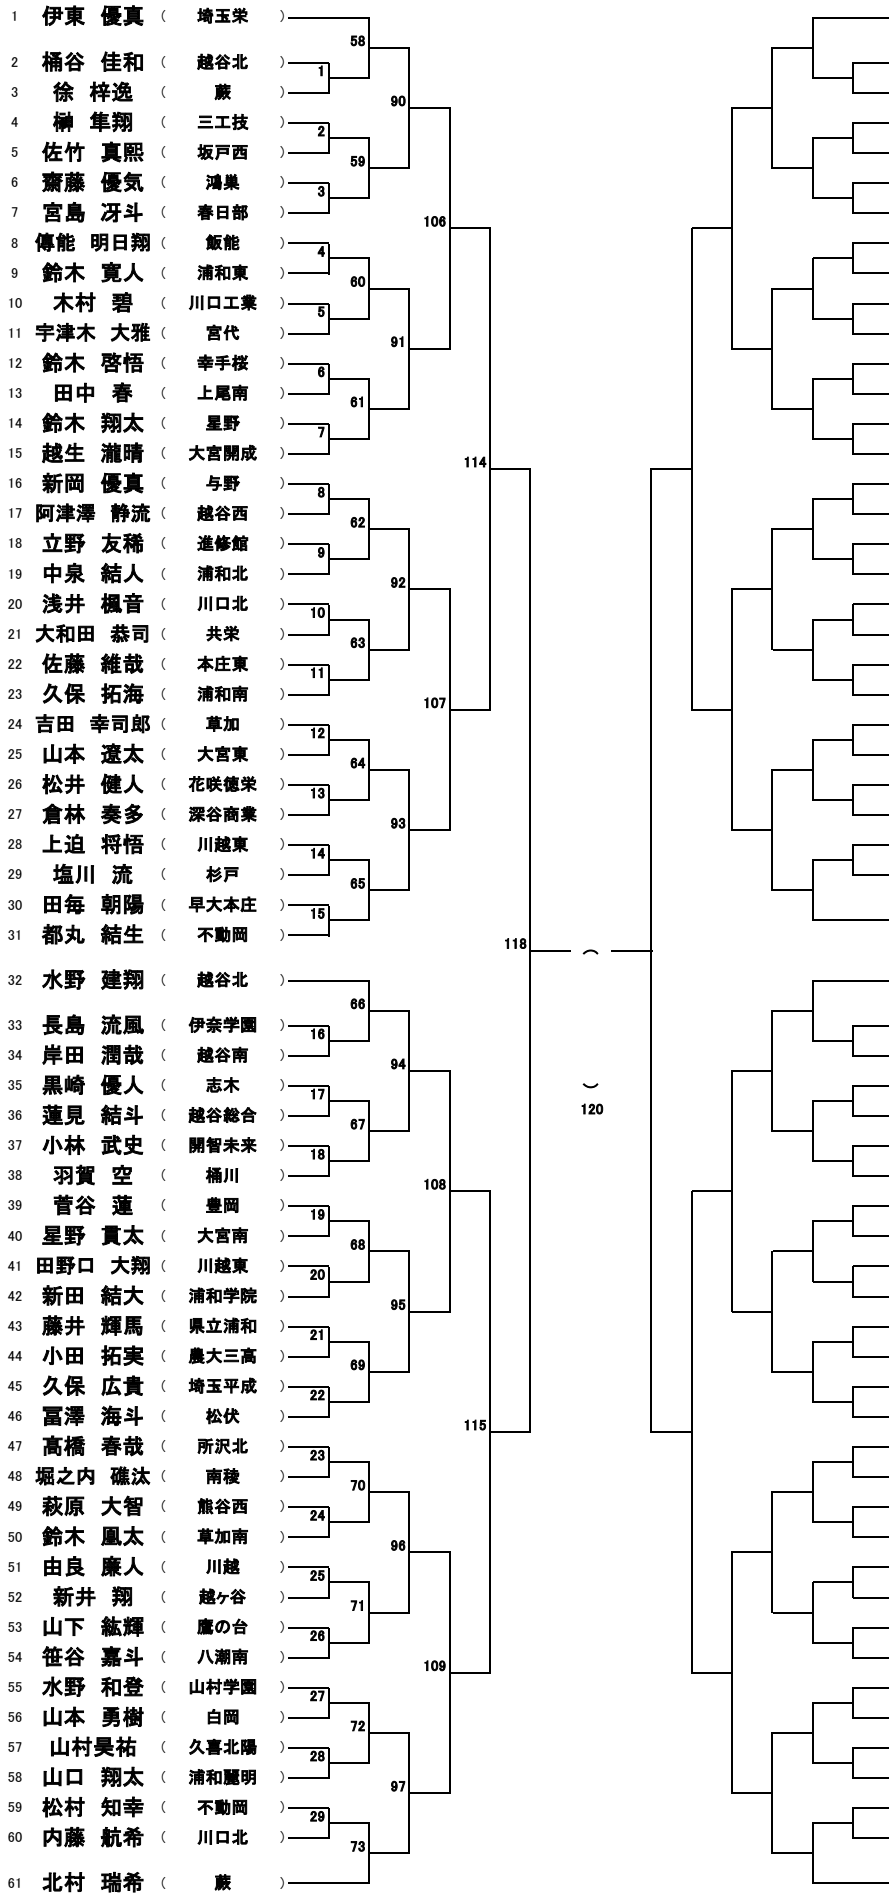 1 伊東 優真 ( 埼玉栄 )
58
2 桶谷 佳和 ( 越谷北 )
1
3 徐 梓逸 ( 蕨 )
90
4 榊 隼翔 ( 三工技 )
2
5 佐竹 真熙 ( 坂戸西 )
59
6 齋藤 優気 ( 鴻巣 )
3
7 宮島 冴斗 ( 春日部 )
106
8 傳能 明日翔 ( 飯能 )
4
9 鈴木 寛人 ( 浦和東 )
60
10 木村 碧 ( 川口工業 )
5
11 宇津木 大雅 ( 宮代 )
91
12 鈴木 啓悟 ( 幸手桜 )
6
13 田中 春 ( 上尾南 )
61
14 鈴木 翔太 ( 星野 )
7
15 越生 瀧晴 ( 大宮開成 )
114
16 新岡 優真 ( 与野 )
8
17 阿津澤 静流 ( 越谷西 )
62
18 立野 友稀 ( 進修館 )
9
19 中泉 結人 ( 浦和北 )
92
20 浅井 楓音 ( 川口北 )
10
21 大和田 恭司 ( 共栄 )
63
22 佐藤 維哉 ( 本庄東 )
11
23 久保 拓海 ( 浦和南 )
107
24 吉田 幸司郎 ( 草加 )
12
25 山本 遼太 ( 大宮東 )
64
26 松井 健人 ( 花咲徳栄 )
13
27 倉林 奏多 ( 深谷商業 )
93
28 上迫 将悟 ( 川越東 )
14
29 塩川 流 ( 杉戸 )
65
30 田毎 朝陽 ( 早大本庄 )
15
31 都丸 結生 ( 不動岡 )
118 ( )
120
32 水野 建翔 ( 越谷北 )
66
33 長島 流風 ( 伊奈学園 )
16
34 岸田 潤哉 ( 越谷南 )
94
35 黒崎 優人 ( 志木 )
17
36 蓮見 結斗 ( 越谷総合 )
67
37 小林 武史 ( 開智未来 )
18
38 羽賀 空 ( 桶川 )
108
39 菅谷 蓮 ( 豊岡 )
19
40 星野 貫太 ( 大宮南 )
68
41 田野口 大翔 ( 川越東 )
20
42 新田 結大 ( 浦和学院 )
95
43 藤井 輝馬 ( 県立浦和 )
21
44 小田 拓実 ( 農大三高 )
69
45 久保 広貴 ( 埼玉平成 )
22
46 冨澤 海斗 ( 松伏 )
115
47 高橋 春哉 ( 所沢北 )
23
48 堀之内 礁汰 ( 南稜 )
70
49 萩原 大智 ( 熊谷西 )
24
50 鈴木 凰太 ( 草加南 )
96
51 由良 廉人 ( 川越 )
25
52 新井 翔 ( 越ヶ谷 )
71
53 山下 紘輝 ( 鷹の台 )
26
54 笹谷 嘉斗 ( 八潮南 )
109
55 水野 和登 ( 山村学園 )
27
56 山本 勇樹 ( 白岡 )
72
57 山村昊祐 ( 久喜北陽 )
28
58 山口 翔太 ( 浦和麗明 )
97
59 松村 知幸 ( 不動岡 )
29
60 内藤 航希 ( 川口北 )
73
61 北村 瑞希 ( 蕨 )